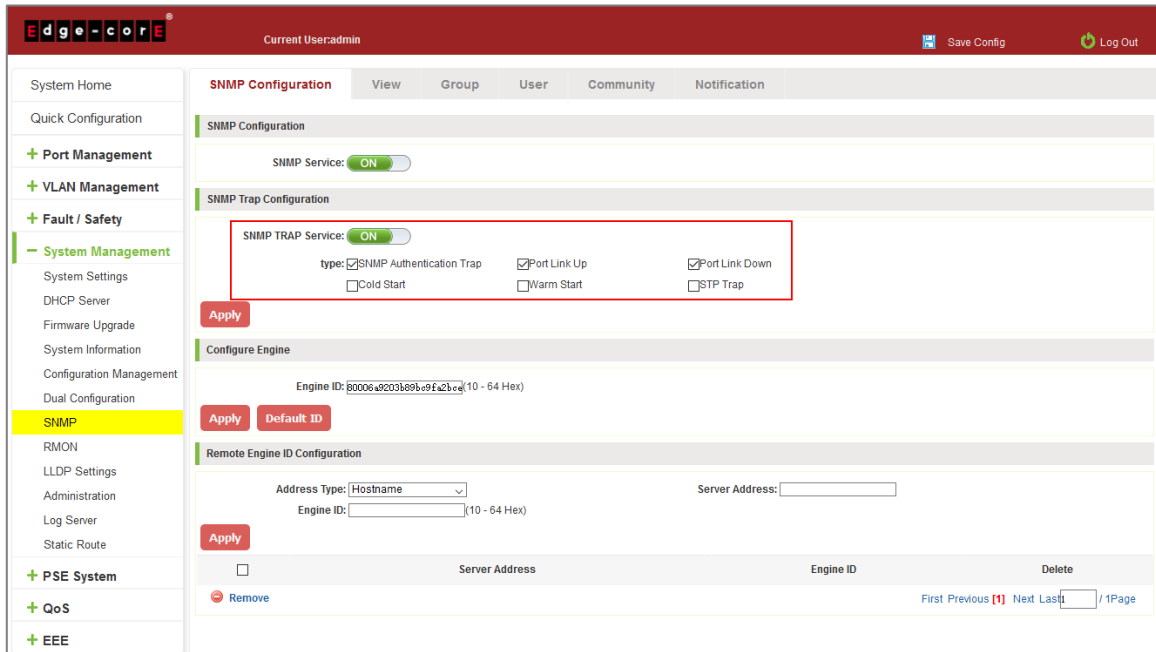 Edge-corE®
Current User:admin
Save Config
Log Out
System Home
Quick Configuration
+ Port Management
+ VLAN Management
+ Fault / Safety
− System Management
System Settings
DHCP Server
Firmware Upgrade
System Information
Configuration Management
Dual Configuration
SNMP
RMON
LLDP Settings
Administration
Log Server
Static Route
+ PSE System
+ QoS
+ EEE
SNMP Configuration View Group User Community Notification
SNMP Configuration
SNMP Service: ON
SNMP Trap Configuration
SNMP TRAP Service: ON
type: SNMP Authentication Trap Port Link Up Port Link Down
Cold Start Warm Start STP Trap
Apply
Configure Engine
Engine ID: 80006a9203b89bc9fa2bce (10 - 64 Hex)
Apply Default ID
Remote Engine ID Configuration
Address Type: Hostname Server Address:
Engine ID: (10 - 64 Hex)
Apply
Server Address Engine ID Delete
Remove First Previous [1] Next Last 1 / 1Page